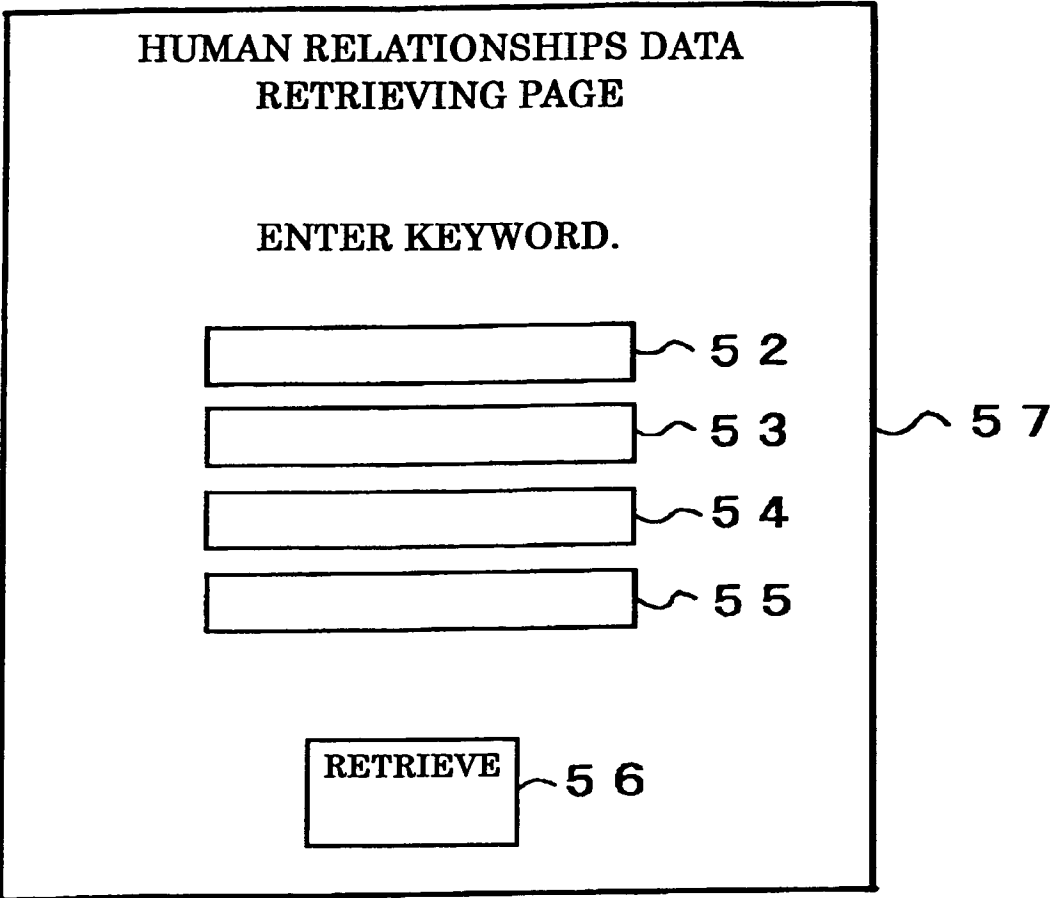 HUMAN RELATIONSHIPS DATA
RETRIEVING PAGE
ENTER KEYWORD.
52
53
57
54
55
RETRIEVE
56